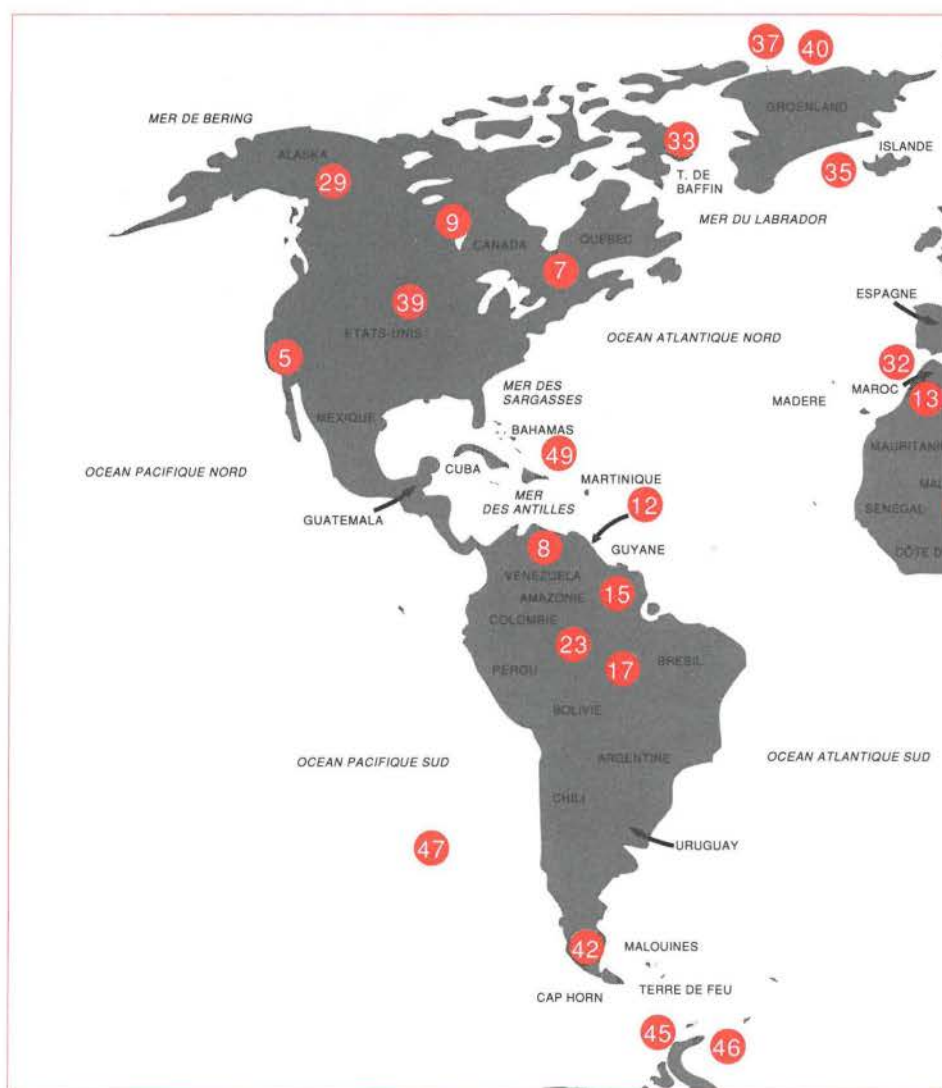 37
40
GROENLAND
MER DE BERING
33
ISLANDE
ALASKA
35
29
T. DE
BAFFIN
9
MER DU LABRADOR
CANADA
QUEBEC
7
39
ESPAGNE
ETATS-UNIS
OCEAN ATLANTIQUE NORD
5
32
MER DES
SARGASSES
MAROC
13
MADERE
MEXIQUE
BAHAMAS
MAURITANIE
49
OCEAN PACIFIQUE NORD
CUBA
MARTINIQUE
MAL
MER
DES ANTILLES
12
SENEGAL
GUATEMALA
8
GUYANE
CÔTE D
VENEZUELA
AMAZONIE
15
COLOMBIE
23
17
BRESIL
PEROU
BOLIVIE
OCEAN PACIFIQUE SUD
ARGENTINE
OCEAN ATLANTIQUE SUD
CHILI
47
URUGUAY
42
MALOUINES
TERRE DE FEU
CAP HORN
45
46